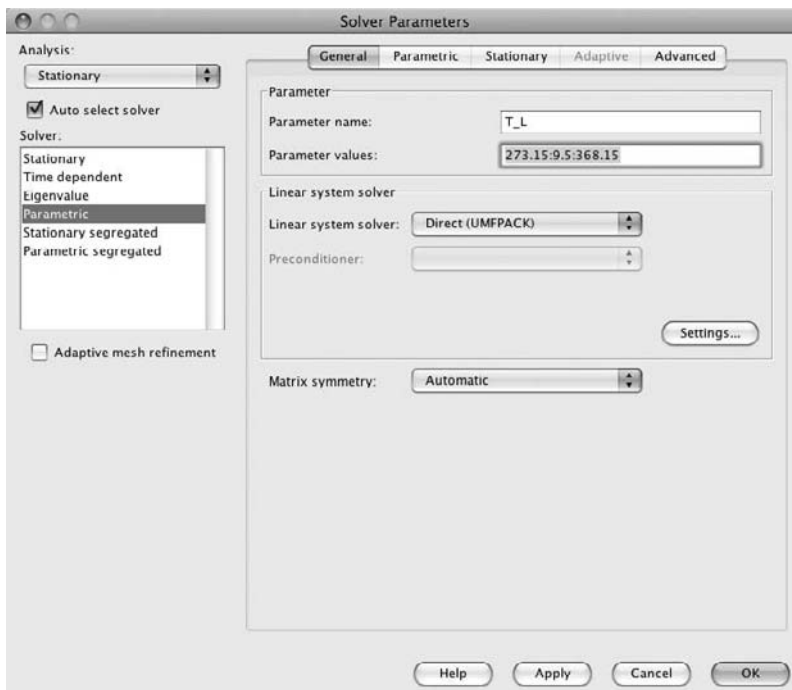 Solver Parameters
Analysis:
Stationary
Auto select solver
Solver:
Stationary
Time dependent
Eigenvalue
Parametric
Stationary segregated
Parametric segregated
Adaptive mesh refinement
General Parametric Stationary Adaptive Advanced
Parameter
Parameter name: T_L
Parameter values: 273.15:9.5:368.15
Linear system solver
Linear system solver: Direct (UMFPACK)
Preconditioner:
Settings...
Matrix symmetry: Automatic
Help Apply Cancel OK